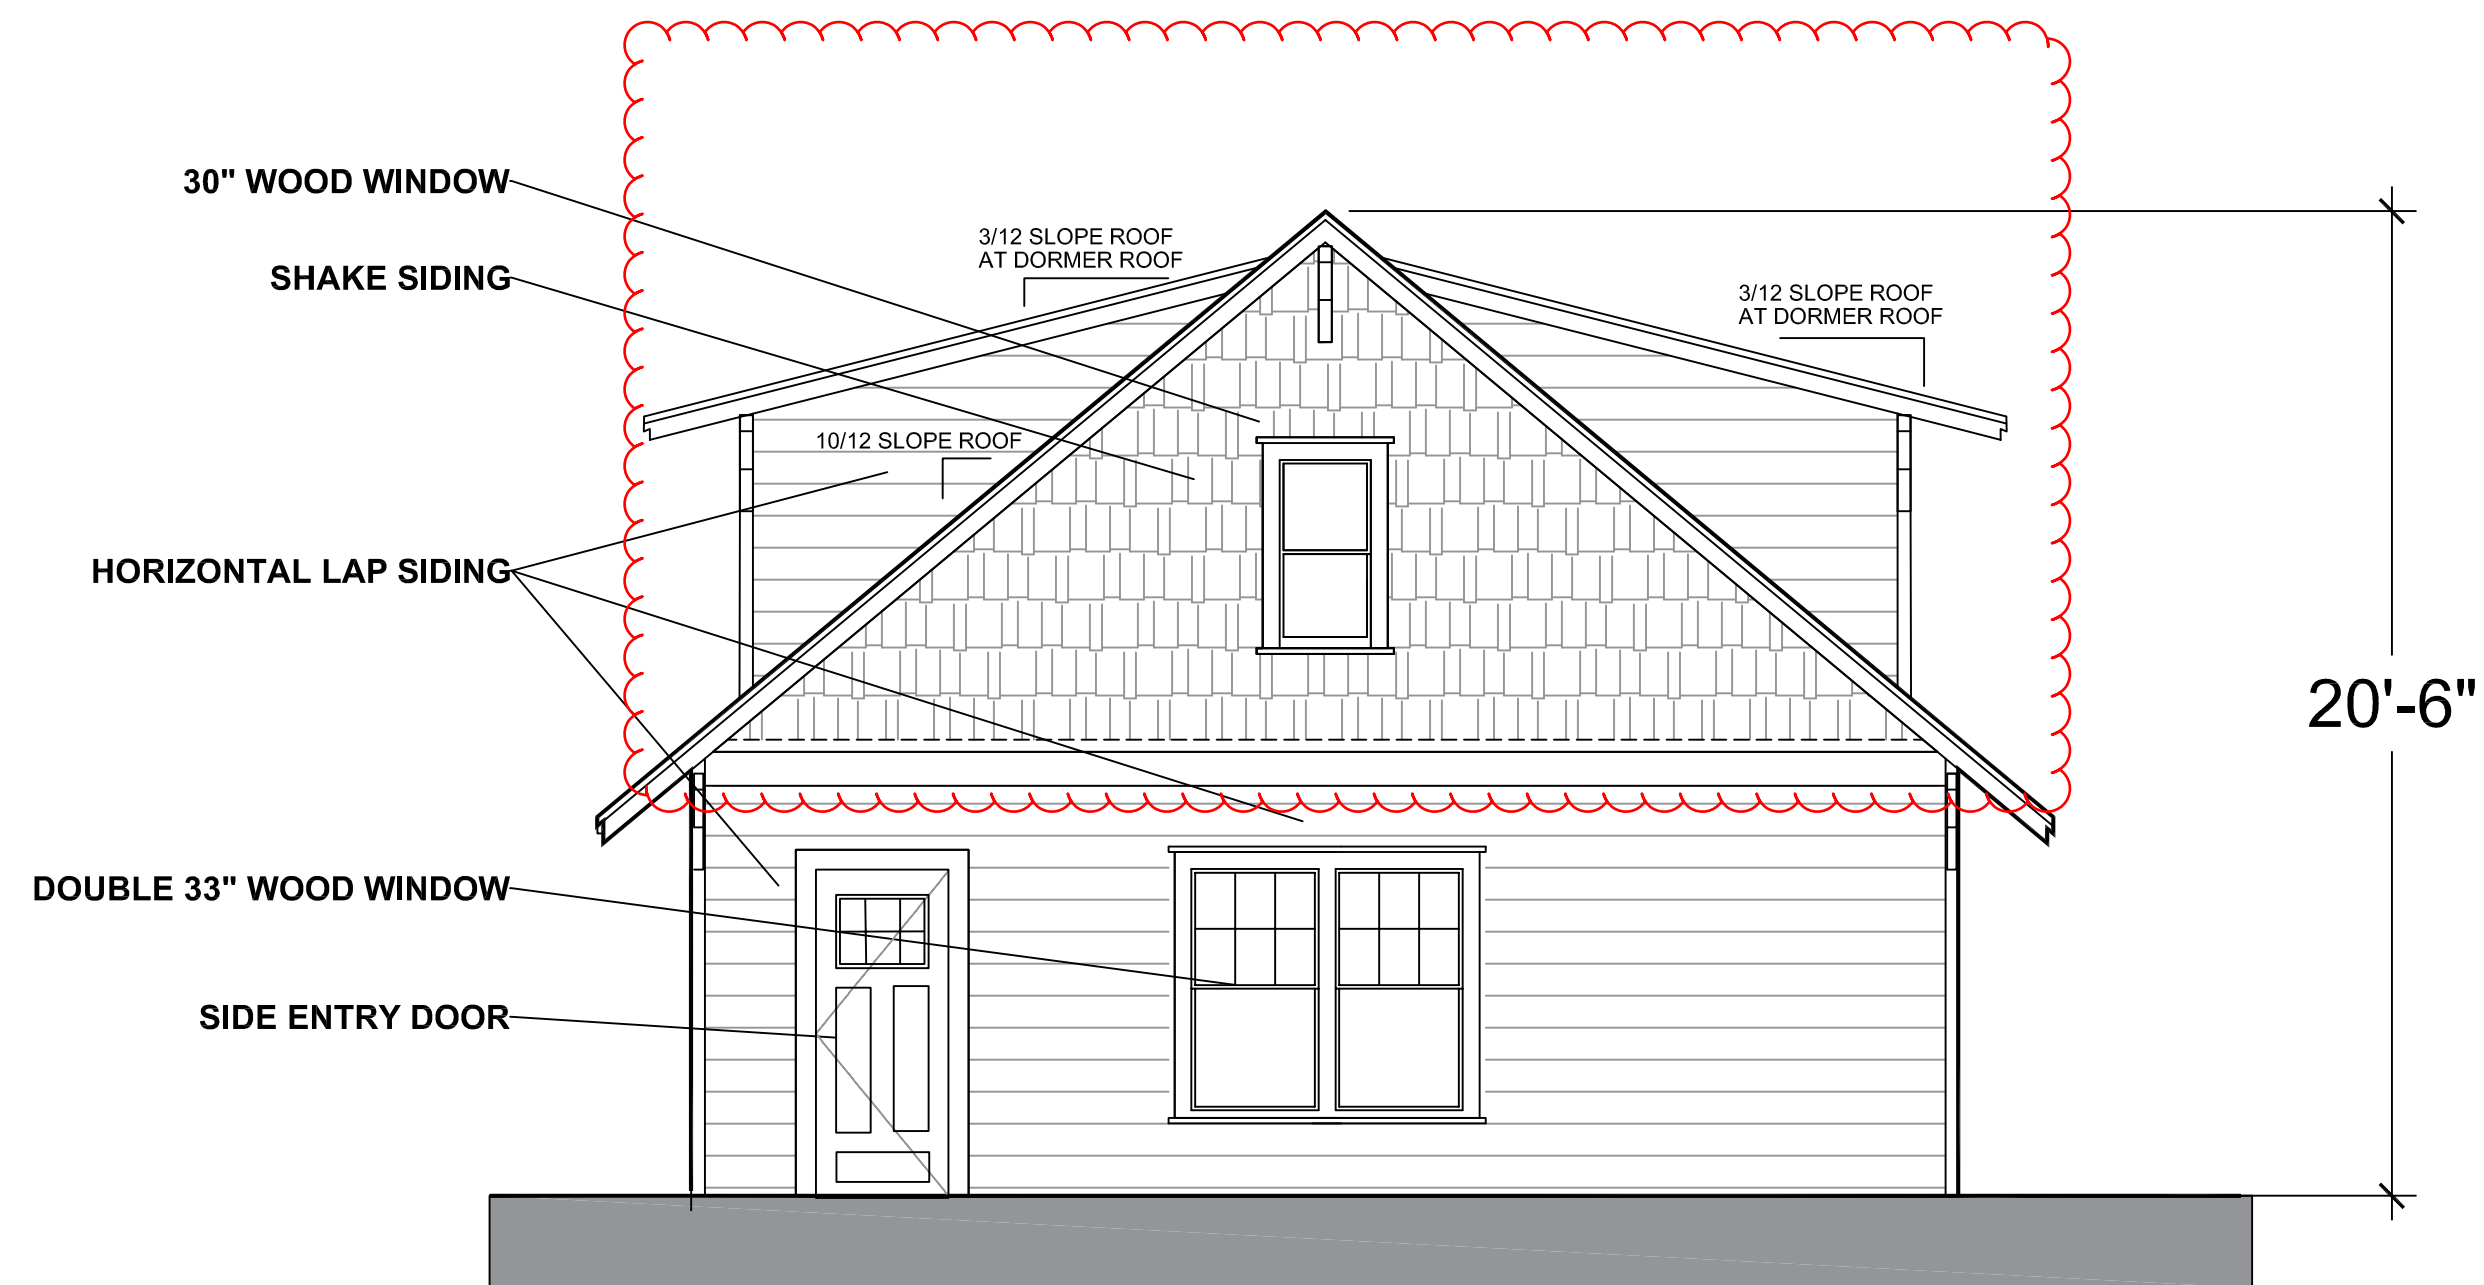 30" WOOD WINDOW
3/12 SLOPE ROOF
AT DORMER ROOF
SHAKE SIDING
3/12 SLOPE ROOF
AT DORMER ROOF
10/12 SLOPE ROOF
HORIZONTAL LAP SIDING
20'-6"
DOUBLE 33" WOOD WINDOW
SIDE ENTRY DOOR